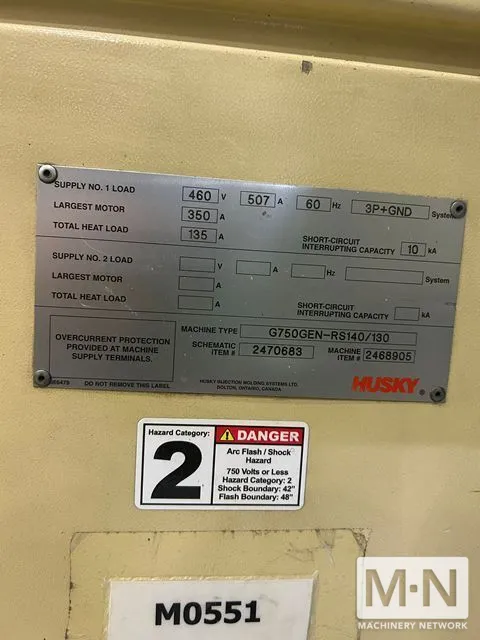 SUPPLY NO. 1 LOAD 460 V 507 A 60 Hz 3P+GND System
LARGEST MOTOR 350 A
TOTAL HEAT LOAD 135 A SHORT-CIRCUIT INTERRUPTING CAPACITY 10 kA
SUPPLY NO. 2 LOAD V A Hz System
LARGEST MOTOR A
TOTAL HEAT LOAD A SHORT-CIRCUIT INTERRUPTING CAPACITY kA
OVERCURRENT PROTECTION
PROVIDED AT MACHINE
SUPPLY TERMINALS.
MACHINE TYPE G750GEN-RS140/130
SCHEMATIC ITEM # 2470683 MACHINE ITEM # 2468905
DO NOT REMOVE THIS LABEL
HUSKY INJECTION MOLDING SYSTEMS LTD.
BOLTON, ONTARIO, CANADA
HUSKY®
Hazard Category:
2
DANGER
Arc Flash / Shock
Hazard
750 Volts or Less
Hazard Category: 2
Shock Boundary: 42"
Flash Boundary: 48"
M0551
M·N
MACHINERY NETWORK